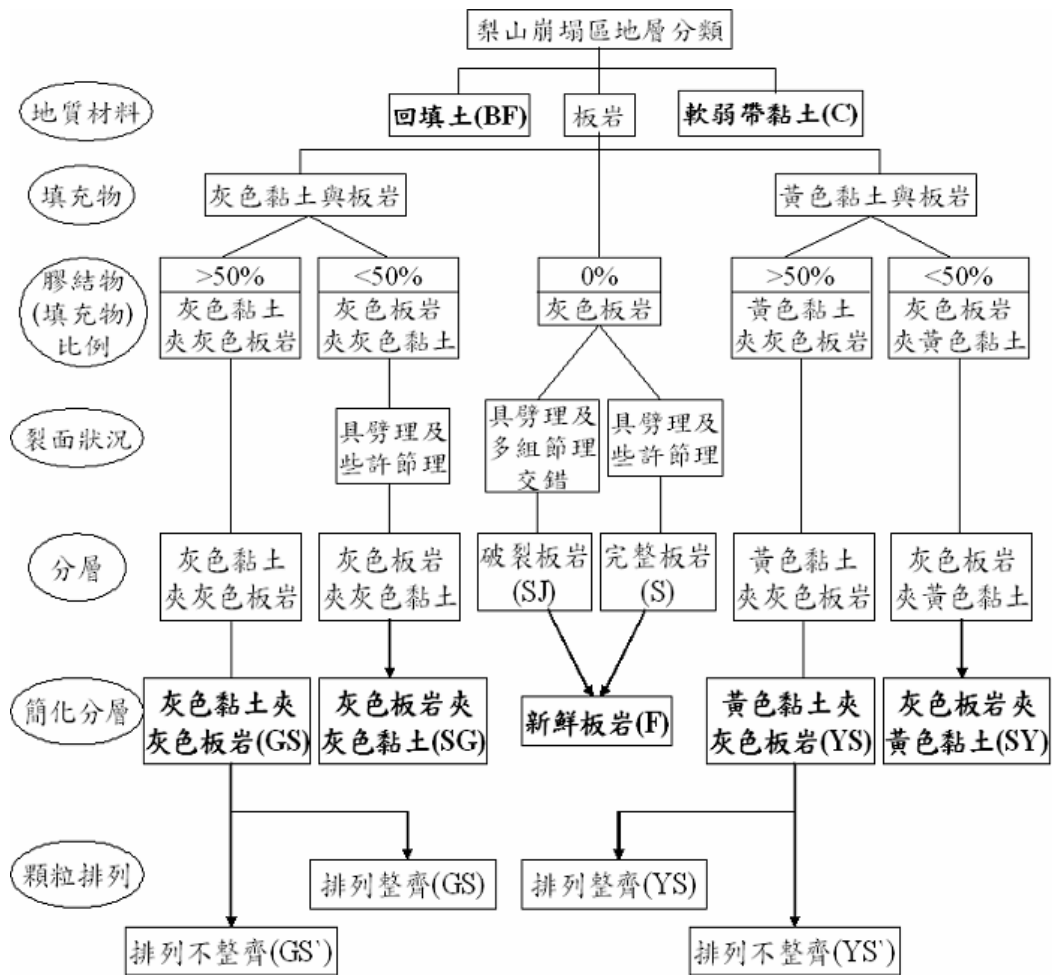 梨山崩塌區地層分類
地質材料
回填土(BF)
板岩
軟弱帶黏土(C)
填充物
灰色黏土與板岩
黃色黏土與板岩
膠結物
(填充物)
比例
>50%
灰色黏土
夾灰色板岩
<50%
灰色板岩
夾灰色黏土
0%
灰色板岩
>50%
黃色黏土
夾灰色板岩
<50%
灰色板岩
夾黃色黏土
裂面狀況
具劈理及
些許節理
具劈理及
多組節理
交錯
具劈理及
些許節理
分層
灰色黏土
夾灰色板岩
灰色板岩
夾灰色黏土
破裂板岩
(SJ)
完整板岩
(S)
黃色黏土
夾灰色板岩
灰色板岩
夾黃色黏土
簡化分層
灰色黏土夾
灰色板岩(GS)
灰色板岩夾
灰色黏土(SG)
新鮮板岩(F)
黃色黏土夾
灰色板岩(YS)
灰色板岩夾
黃色黏土(SY)
顆粒排列
排列整齊(GS)
排列整齊(YS)
排列不整齊(GS`)
排列不整齊(YS`)